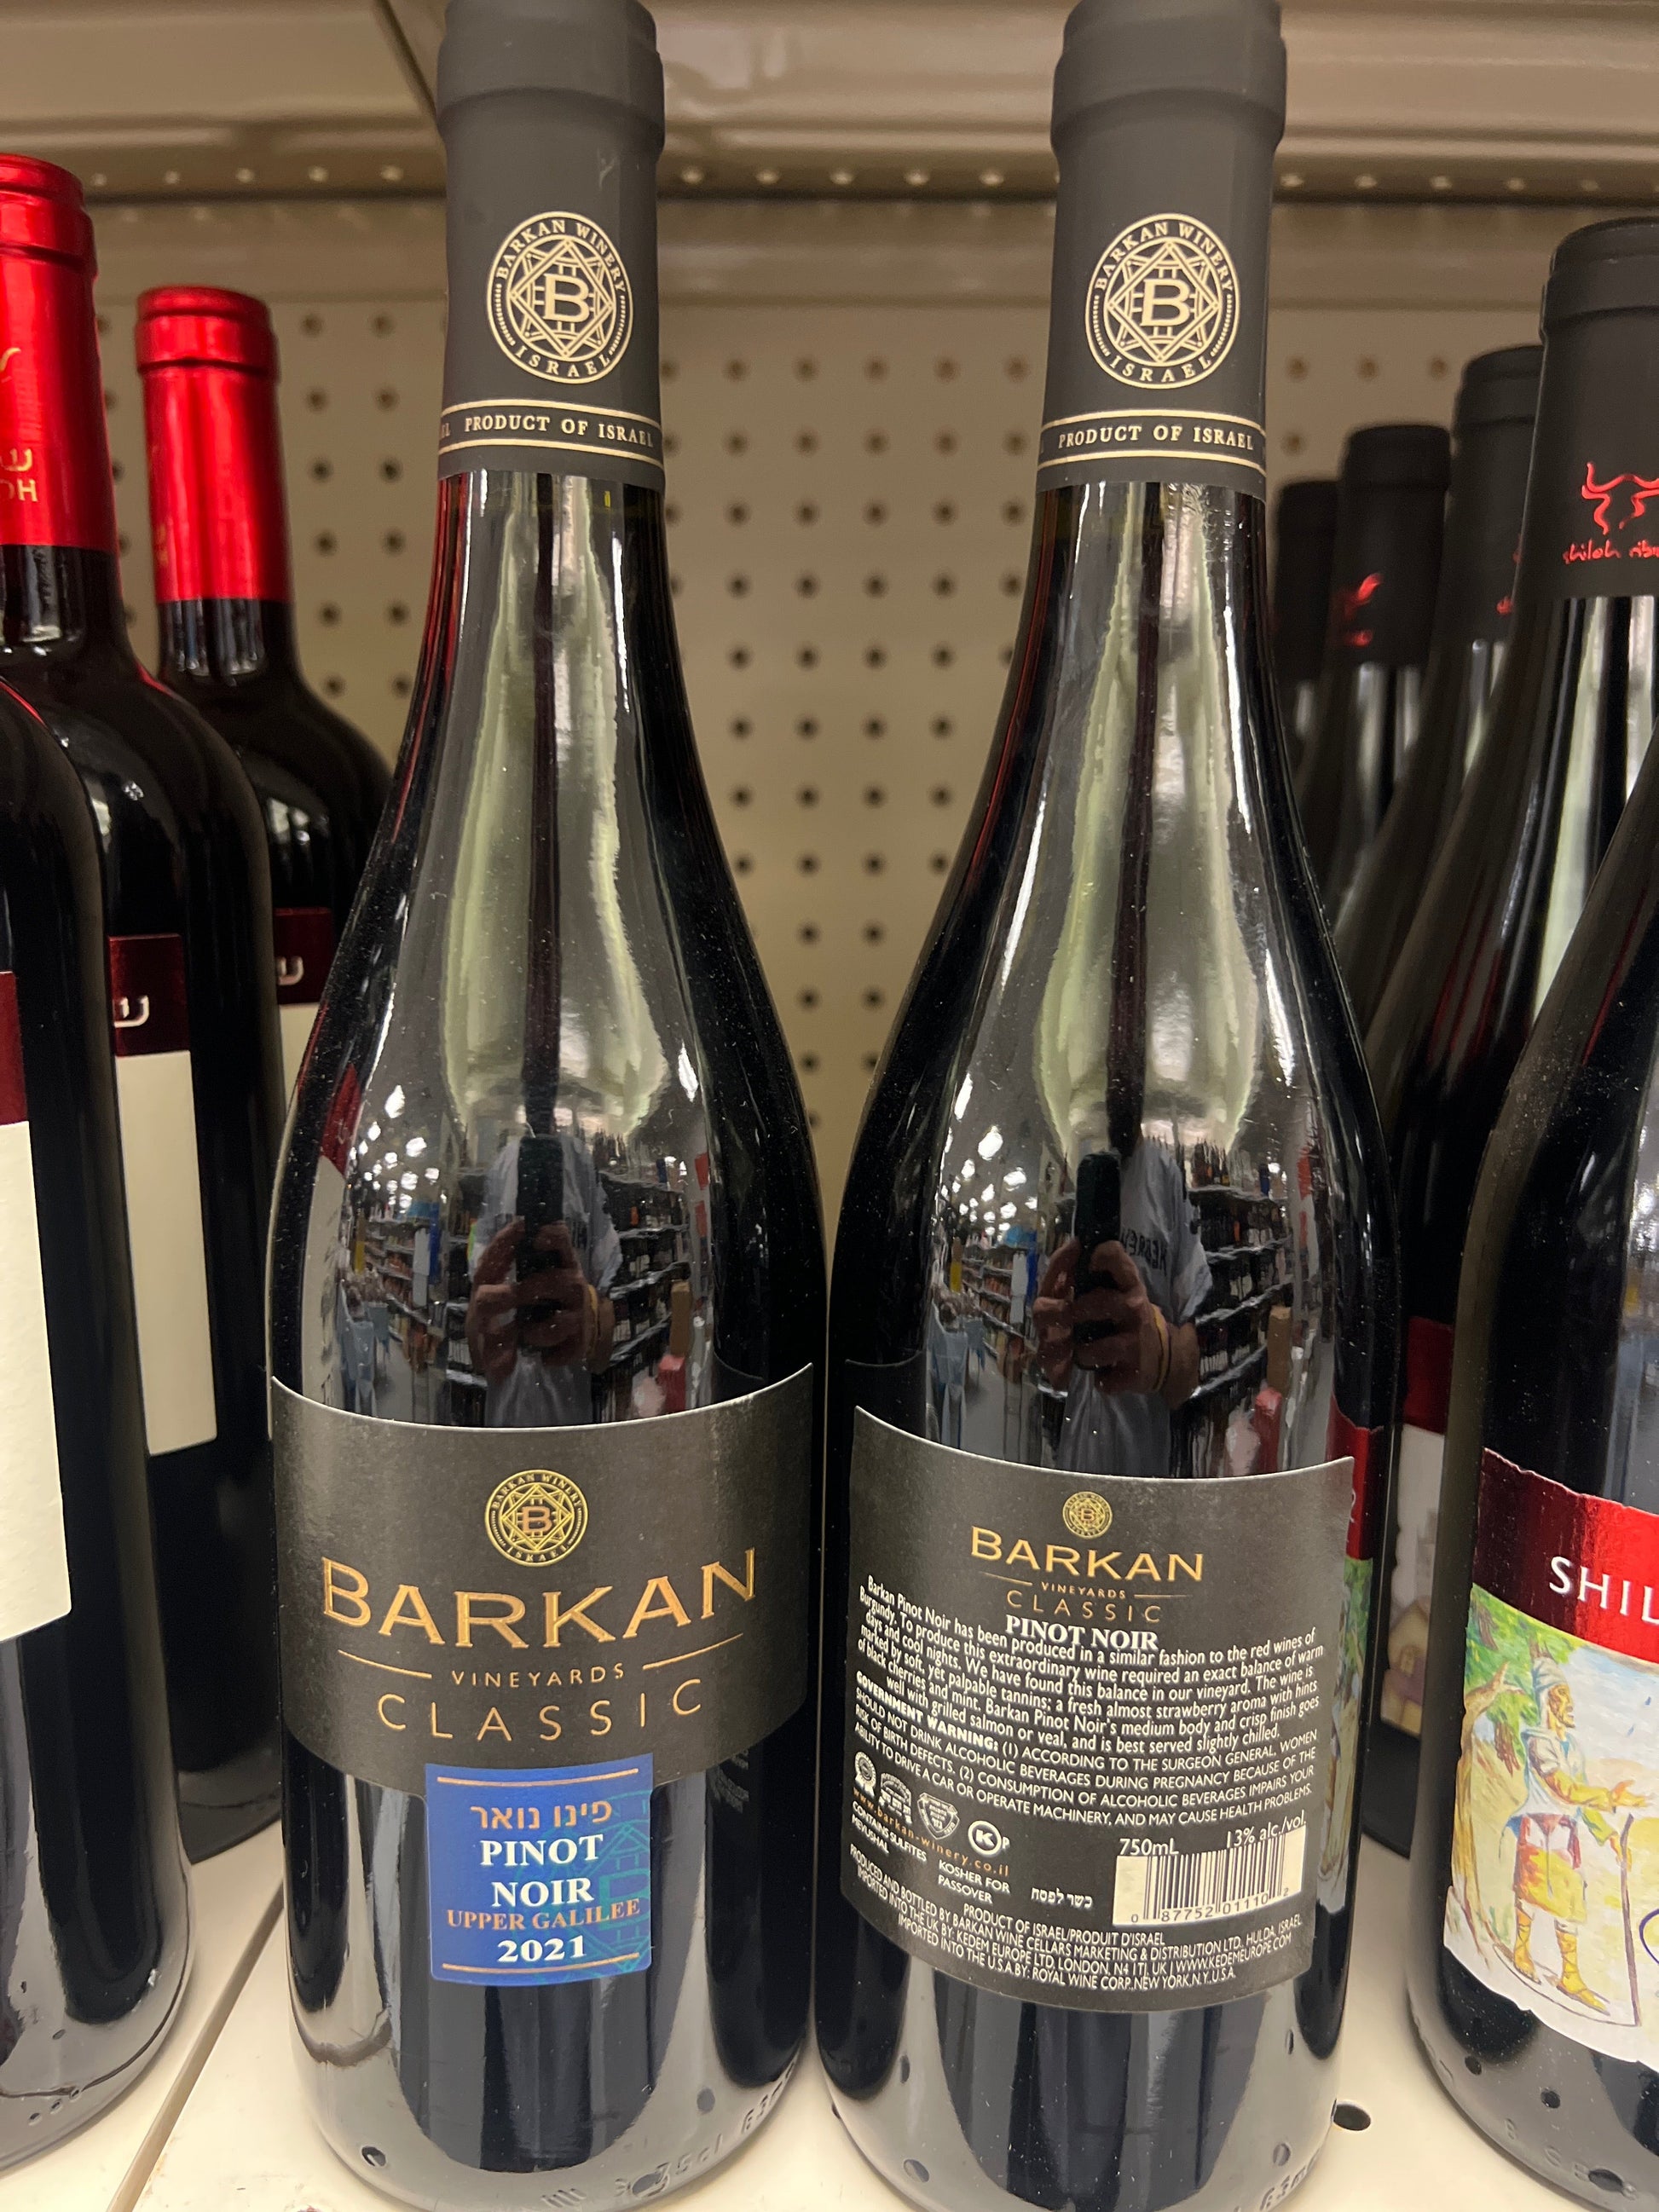 BARKAN WINERY
B
ISRAEL
PRODUCT OF ISRAEL
BARKAN WINERY
B
ISRAEL
BARKAN
VINEYARDS
CLASSIC
פינו נואר
PINOT
NOIR
UPPER GALILEE
2021
BARKAN WINERY
B
ISRAEL
PRODUCT OF ISRAEL
BARKAN
VINEYARDS
CLASSIC
PINOT NOIR
Barkan Pinot Noir has been produced in a similar fashion to the red wines of
Burgundy. To produce this extraordinary wine required an exact balance of warm
days and cool nights. We have found this balance in our vineyard. The wine is
marked by soft, yet palpable tannins; a fresh almost strawberry aroma with hints
of black cherries and mint. Barkan Pinot Noir's medium body and crisp finish goes
well with grilled salmon or veal, and is best served slightly chilled.
GOVERNMENT WARNING: (1) ACCORDING TO THE SURGEON GENERAL, WOMEN
SHOULD NOT DRINK ALCOHOLIC BEVERAGES DURING PREGNANCY BECAUSE OF THE
RISK OF BIRTH DEFECTS. (2) CONSUMPTION OF ALCOHOLIC BEVERAGES IMPAIRS YOUR
ABILITY TO DRIVE A CAR OR OPERATE MACHINERY, AND MAY CAUSE HEALTH PROBLEMS.
K P
www.barkan-winery.co.il
750mL 13% alc./vol.
CONTAINS SULFITES
MEVUSHAL
KOSHER FOR
PASSOVER
כשר לפסח
0 87752 01110 2
PRODUCT OF ISRAEL/PRODUIT D'ISRAEL
PRODUCED AND BOTTLED BY BARKAN WINE CELLARS MARKETING & DISTRIBUTION LTD. HULDA, ISRAEL
IMPORTED INTO THE UK BY: KEDEM EUROPE LTD, LONDON, N4 1TJ, UK | WWW.KEDEMEUROPE.COM
IMPORTED INTO THE U.S.A BY: ROYAL WINE CORP., NEW YORK, N.Y. U.S.A.
ש
ש
ש
shiloh
SHIL